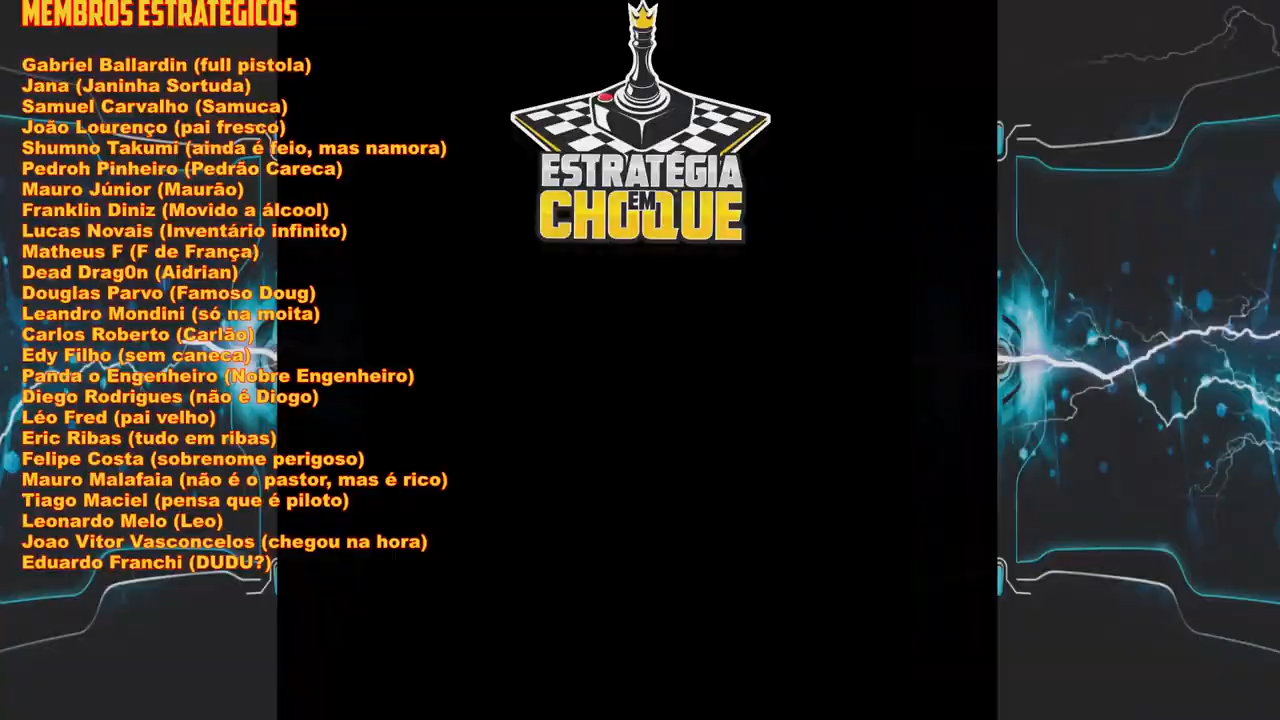 MEMBROS ESTRATÉGICOS
Gabriel Ballardin (full pistola)
Jana (Janinha Sortuda)
Samuel Carvalho (Samuca)
João Lourenço (pai fresco)
Shumno Takumi (ainda é feio, mas namora)
Pedroh Pinheiro (Pedrão Careca)
Mauro Júnior (Maurão)
Franklin Diniz (Movido a álcool)
Lucas Novais (Inventário infinito)
Matheus F (F de França)
Dead Drag0n (Aidrian)
Douglas Parvo (Famoso Doug)
Leandro Mondini (só na moita)
Carlos Roberto (Carlão)
Edy Filho (sem caneca)
Panda o Engenheiro (Nobre Engenheiro)
Diego Rodrigues (não é Diogo)
Léo Fred (pai velho)
Eric Ribas (tudo em ribas)
Felipe Costa (sobrenome perigoso)
Mauro Malafaia (não é o pastor, mas é rico)
Tiago Maciel (pensa que é piloto)
Leonardo Melo (Leo)
Joao Vitor Vasconcelos (chegou na hora)
Eduardo Franchi (DUDU?)
ESTRATÉGIA
EM
CHOQUE